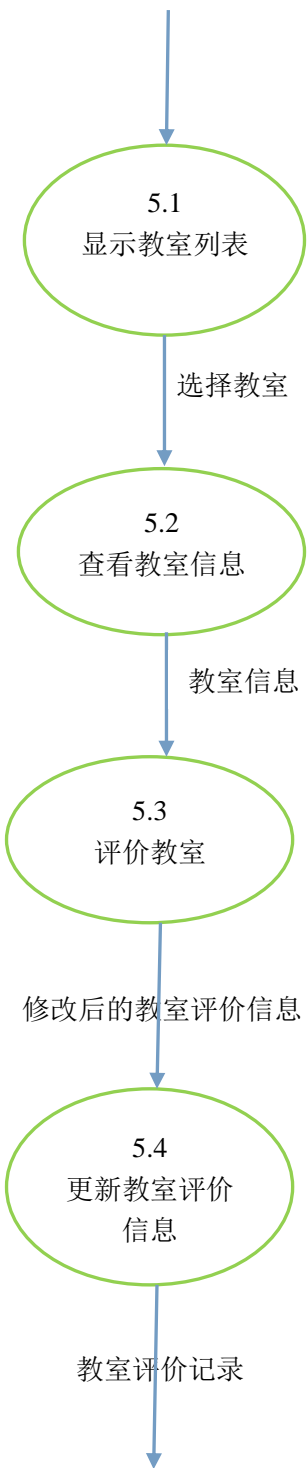 5.1
显示教室列表
选择教室
5.2
查看教室信息
教室信息
5.3
评价教室
修改后的教室评价信息
5.4
更新教室评价
信息
教室评价记录